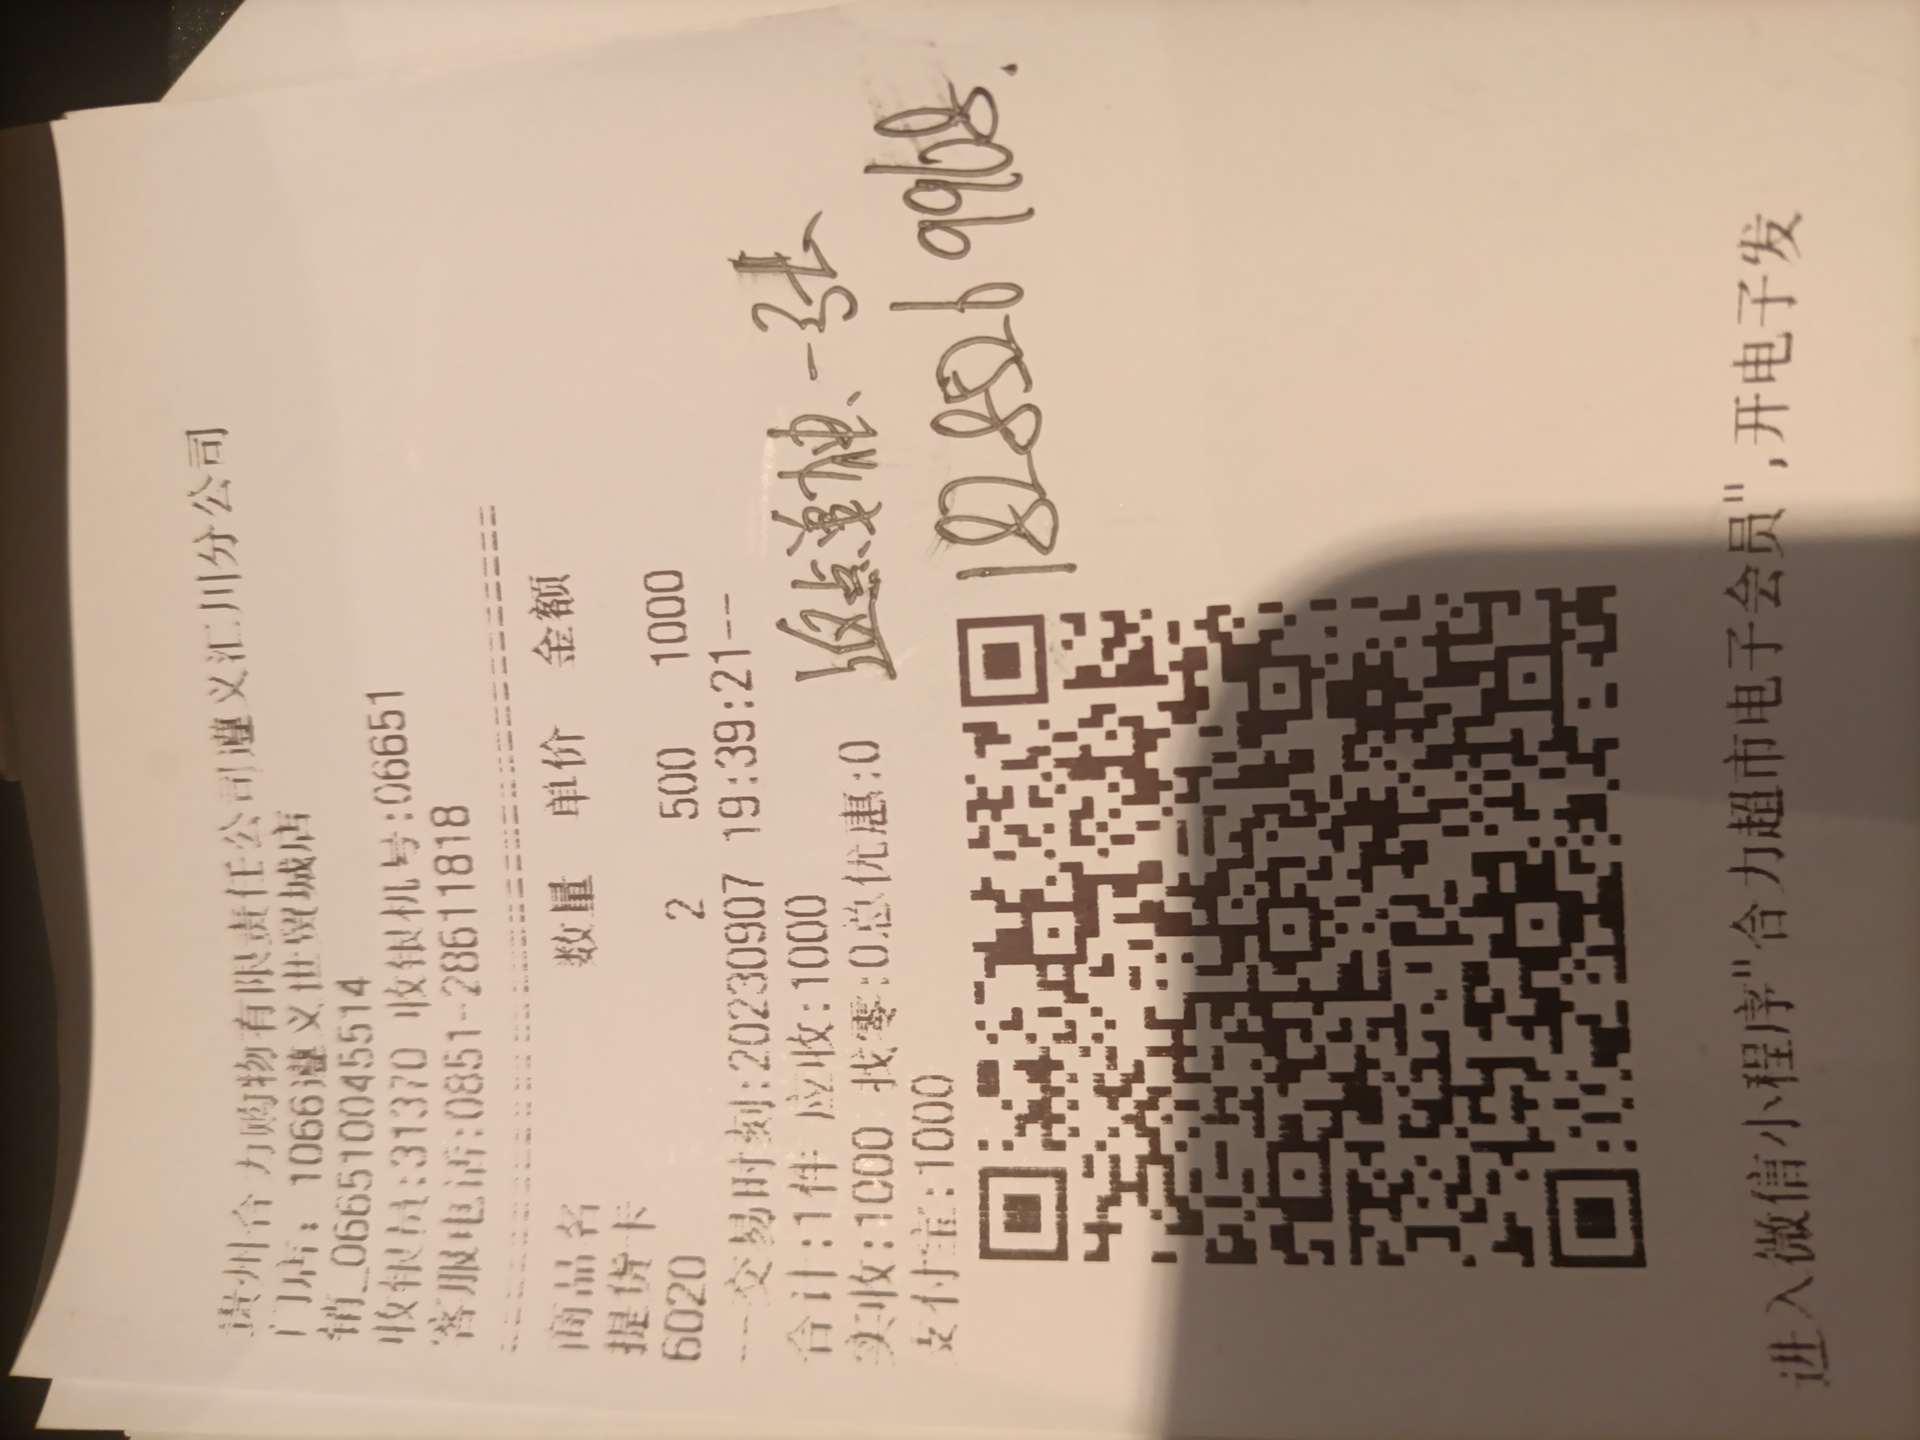 贵州合力购物有限责任公司遵义汇川分公司
门店: 1066遵义世贸城店
销_066510045514
收银员:31370 收银机号:06651
客服电话:0851-28611818
商品名 数量 单价 金额
提货卡
6020 2 500 1000
--交易时刻:20230907 19:39:21--
合计:1件 应收:1000
实收:1000 找零:0总优惠:0
支付宝:1000
一张
18285269968.
进入微信小程序"合力超市电子会员",开电子发